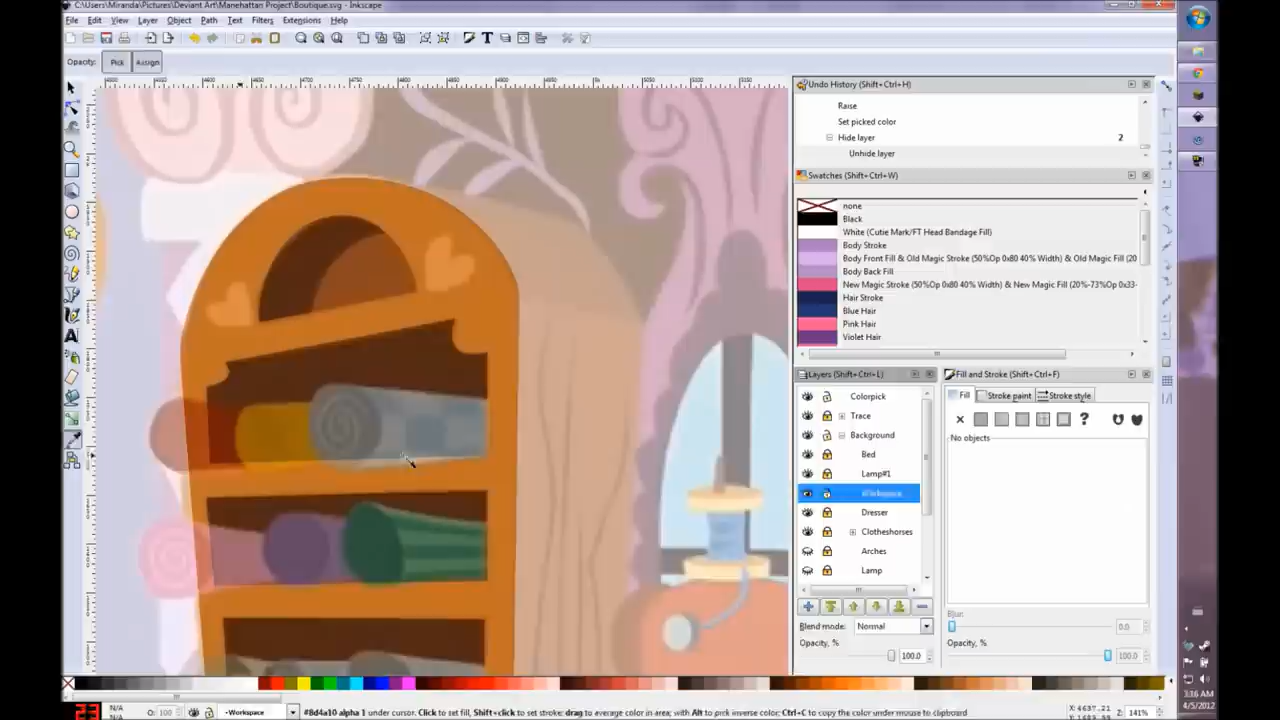 C:\Users\Miranda\Pictures\Deviant Art\Manehattan Project\Boutique.svg - Inkscape
File Edit View Layer Object Path Text Filters Extensions Help
Opacity: Pick Assign
Undo History (Shift+Ctrl+H)
Raise
Set picked color
Hide layer 2
Unhide layer
Swatches (Shift+Ctrl+W)
none
Black
White (Cutie Mark/FT Head Bandage Fill)
Body Stroke
Body Front Fill & Old Magic Stroke (50%Op 0x80 40% Width) & Old Magic Fill (20
Body Back Fill
New Magic Stroke (50%Op 0x80 40% Width) & New Magic Fill (20%-73%Op 0x33-
Hair Stroke
Blue Hair
Pink Hair
Violet Hair
Layers (Shift+Ctrl+L)
Fill and Stroke (Shift+Ctrl+F)
Colorpick
Trace
Background
Bed
Lamp#1
Workspace
Dresser
Clotheshorses
Arches
Lamp
Fill Stroke paint Stroke style
No objects
Blend mode: Normal
Opacity, %
100.0
Blur:
0.0
Opacity, %
100.0
3:16 AM
4/5/2012
23
N/A
N/A
O: 100
-Workspace
#8d4a10 alpha 1 under cursor. Click to set fill, Shift+click to set stroke; drag to average color in area; with Alt to pick inverse color; Ctrl+C to copy the color under mouse to clipboard
X: 4637.21
Z: 141%